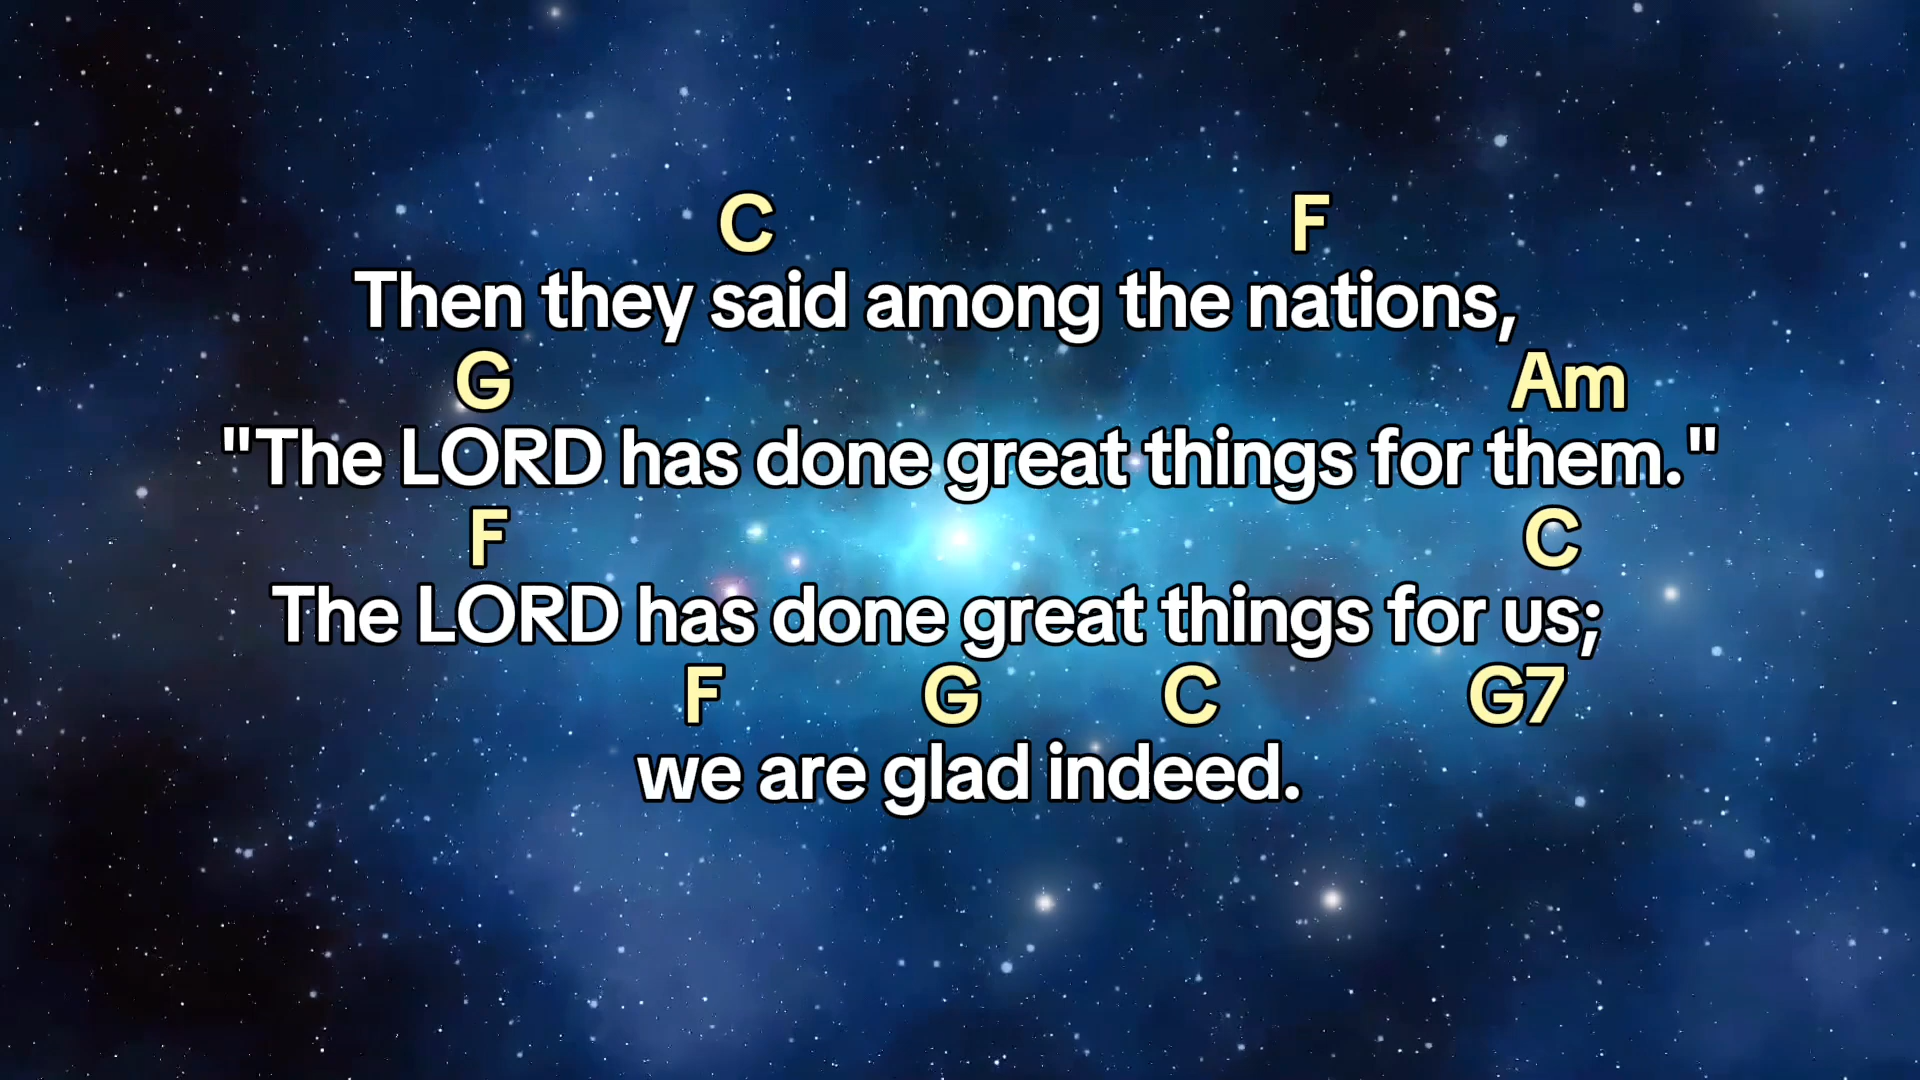 C F
Then they said among the nations,
G Am
"The LORD has done great things for them."
F C
The LORD has done great things for us;
F G C G7
we are glad indeed.